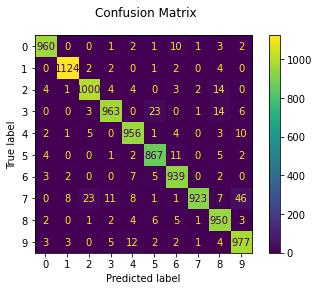 Confusion Matrix
True label
0 960 0 0 1 2 1 10 1 3 2
1 0 1124 2 2 0 1 2 0 4 0
2 4 1 1000 4 4 0 3 2 14 0
3 0 0 3 963 0 23 0 1 14 6
4 2 1 5 0 956 1 4 0 3 10
5 4 0 0 1 2 867 11 0 5 2
6 3 2 0 0 7 5 939 0 2 0
7 0 8 23 11 8 1 1 923 7 46
8 2 0 1 2 4 6 5 1 950 3
9 3 3 0 5 12 2 2 1 4 977
0 1 2 3 4 5 6 7 8 9
Predicted label
1000
800
600
400
200
0